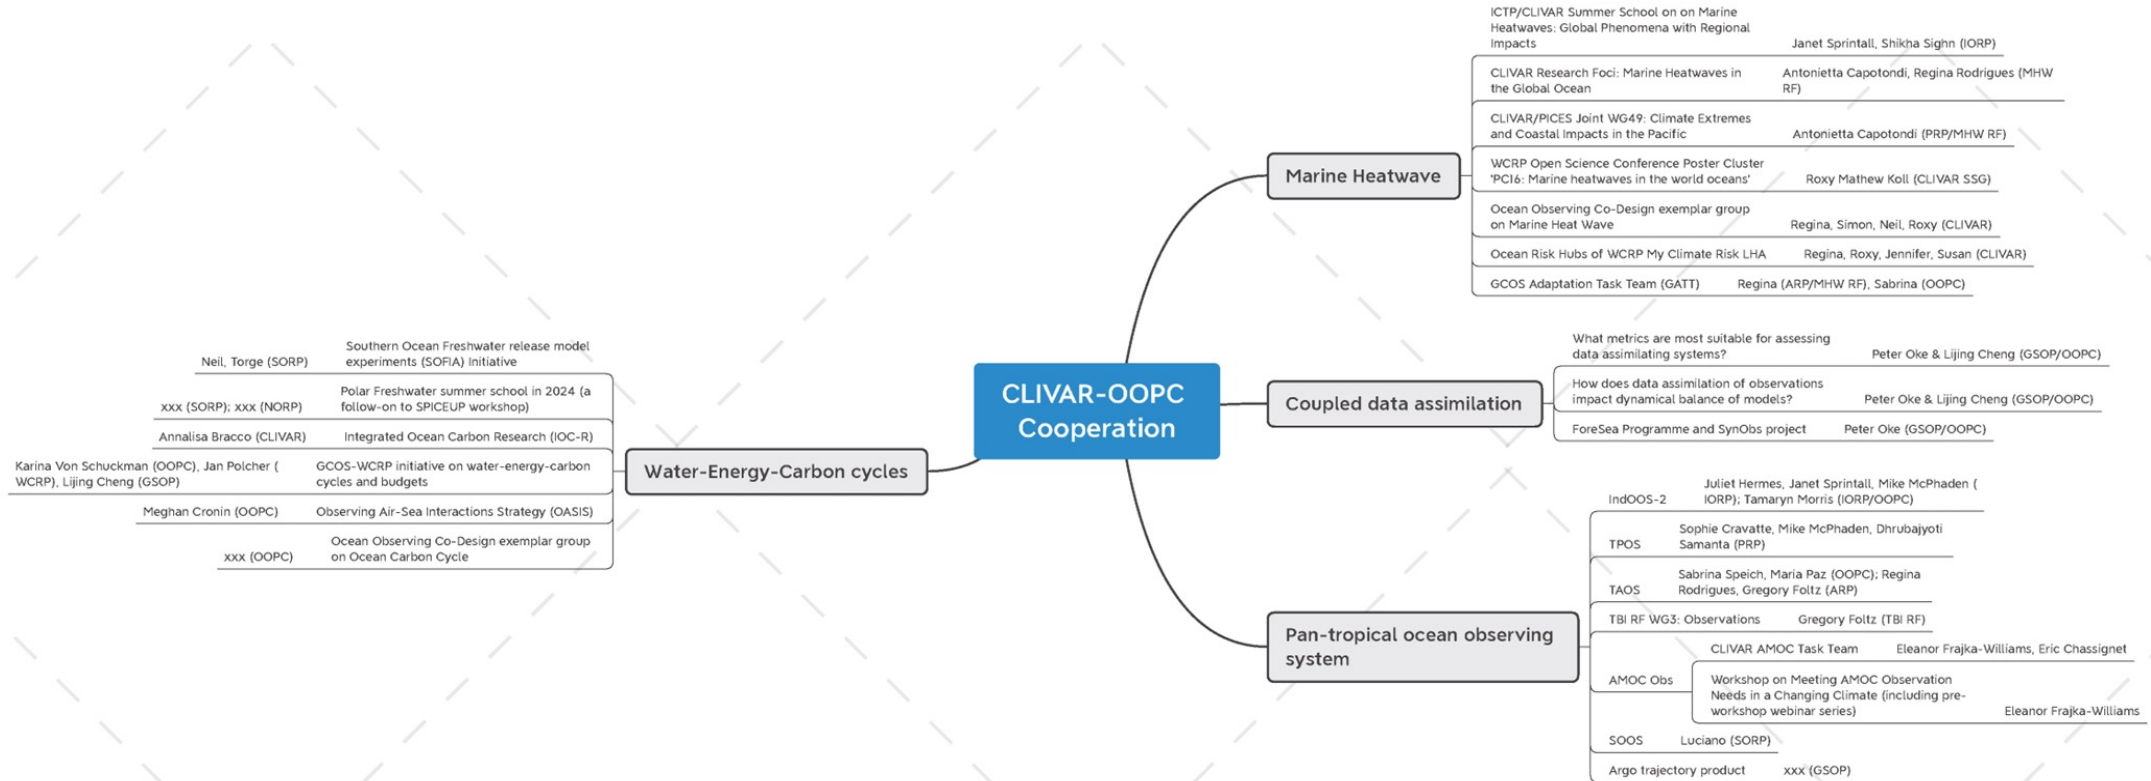 CLIVAR-OOPC
Cooperation
Marine Heatwave
ICTP/CLIVAR Summer School on on Marine
Heatwaves: Global Phenomena with Regional
Impacts
Janet Sprintall, Shikha Sighn (IORP)
CLIVAR Research Foci: Marine Heatwaves in
the Global Ocean
Antonietta Capotondi, Regina Rodrigues (MHW
RF)
CLIVAR/PICES Joint WG49: Climate Extremes
and Coastal Impacts in the Pacific
Antonietta Capotondi (PRP/MHW RF)
WCRP Open Science Conference Poster Cluster
'PC16: Marine heatwaves in the world oceans'
Roxy Mathew Koll (CLIVAR SSG)
Ocean Observing Co-Design exemplar group
on Marine Heat Wave
Regina, Simon, Neil, Roxy (CLIVAR)
Ocean Risk Hubs of WCRP My Climate Risk LHA
Regina, Roxy, Jennifer, Susan (CLIVAR)
GCOS Adaptation Task Team (GATT)
Regina (ARP/MHW RF), Sabrina (OOPC)
Coupled data assimilation
What metrics are most suitable for assessing
data assimilating systems?
Peter Oke & Lijing Cheng (GSOP/OOPC)
How does data assimilation of observations
impact dynamical balance of models?
Peter Oke & Lijing Cheng (GSOP/OOPC)
ForeSea Programme and SynObs project
Peter Oke (GSOP/OOPC)
Pan-tropical ocean observing
system
IndOOS-2
Juliet Hermes, Janet Sprintall, Mike McPhaden (
IORP); Tamaryn Morris (IORP/OOPC)
TPOS
Sophie Cravatte, Mike McPhaden, Dhrubajyoti
Samanta (PRP)
TAOS
Sabrina Speich, Maria Paz (OOPC); Regina
Rodrigues, Gregory Foltz (ARP)
TBI RF WG3: Observations
Gregory Foltz (TBI RF)
AMOC Obs
CLIVAR AMOC Task Team
Eleanor Frajka-Williams, Eric Chassignet
Workshop on Meeting AMOC Observation
Needs in a Changing Climate (including pre-
workshop webinar series)
Eleanor Frajka-Williams
SOOS
Luciano (SORP)
Argo trajectory product
xxx (GSOP)
Water-Energy-Carbon cycles
Southern Ocean Freshwater release model
experiments (SOFIA) Initiative
Neil, Torge (SORP)
Polar Freshwater summer school in 2024 (a
follow-on to SPICEUP workshop)
xxx (SORP); xxx (NORP)
Integrated Ocean Carbon Research (IOC-R)
Annalisa Bracco (CLIVAR)
GCOS-WCRP initiative on water-energy-carbon
cycles and budgets
Karina Von Schuckman (OOPC), Jan Polcher (
WCRP), Lijing Cheng (GSOP)
Observing Air-Sea Interactions Strategy (OASIS)
Meghan Cronin (OOPC)
Ocean Observing Co-Design exemplar group
on Ocean Carbon Cycle
xxx (OOPC)